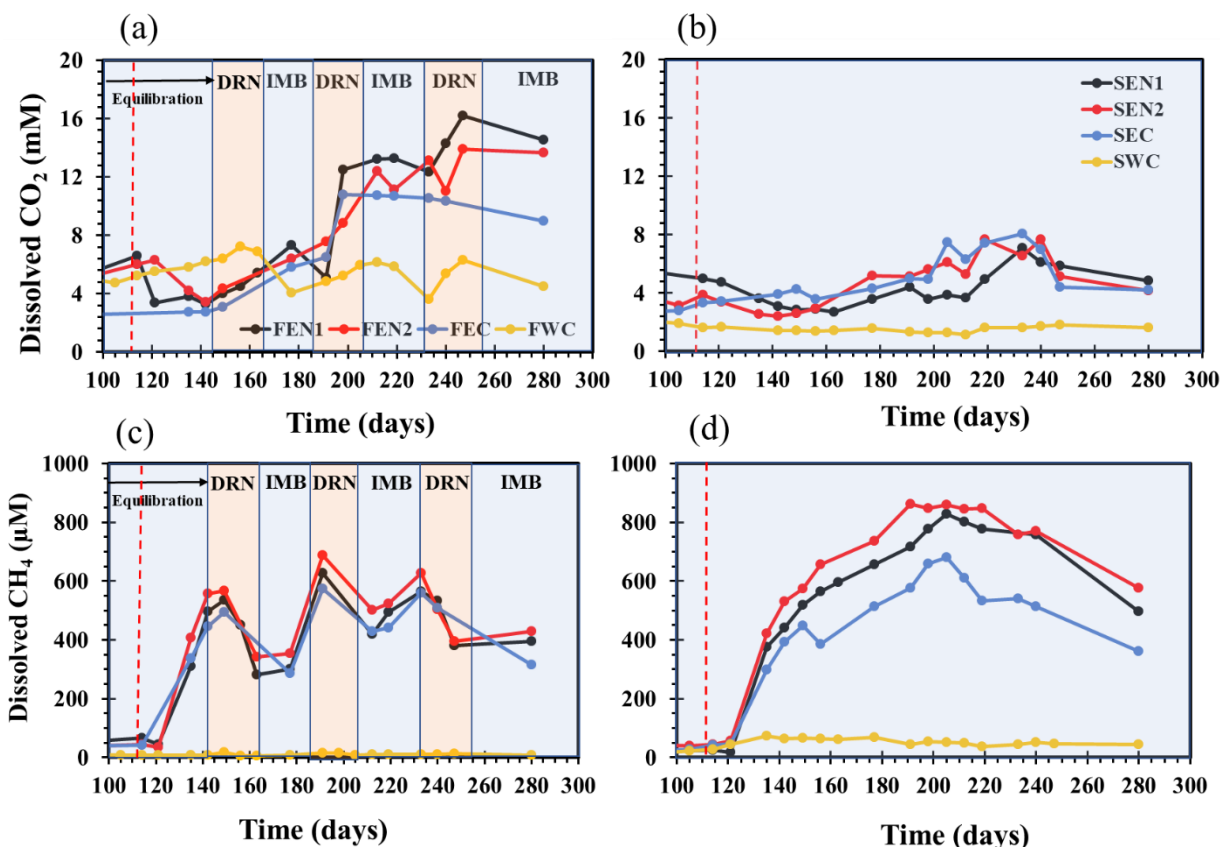 (a)
20
16
12
8
4
0
Dissolved CO₂ (mM)
DRN IMB DRN IMB DRN IMB
Equilibration
FEN1 FEN2 FEC FWC
100 120 140 160 180 200 220 240 260 280 300
Time (days)
(b)
20
16
12
8
4
0
SEN1
SEN2
SEC
SWC
100 120 140 160 180 200 220 240 260 280 300
Time (days)
(c)
1000
800
600
400
200
0
Dissolved CH₄ (µM)
DRN IMB DRN IMB DRN IMB
Equilibration
100 120 140 160 180 200 220 240 260 280 300
Time (days)
(d)
1000
800
600
400
200
0
100 120 140 160 180 200 220 240 260 280 300
Time (days)